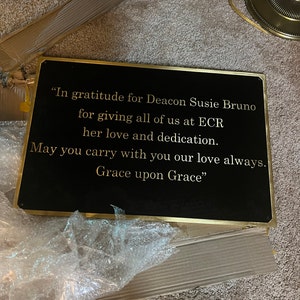 “In gratitude for Deacon Susie Bruno
for giving all of us at ECR
her love and dedication.
May you carry with you our love always.
Grace upon Grace”